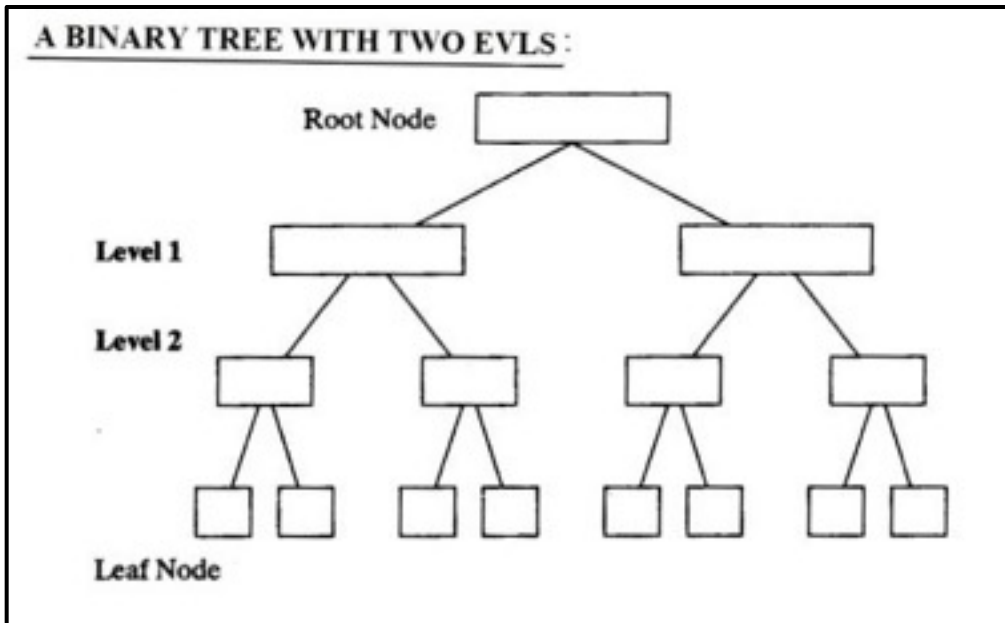 A BINARY TREE WITH TWO EVLS :
Root Node
Level 1
Level 2
Leaf Node